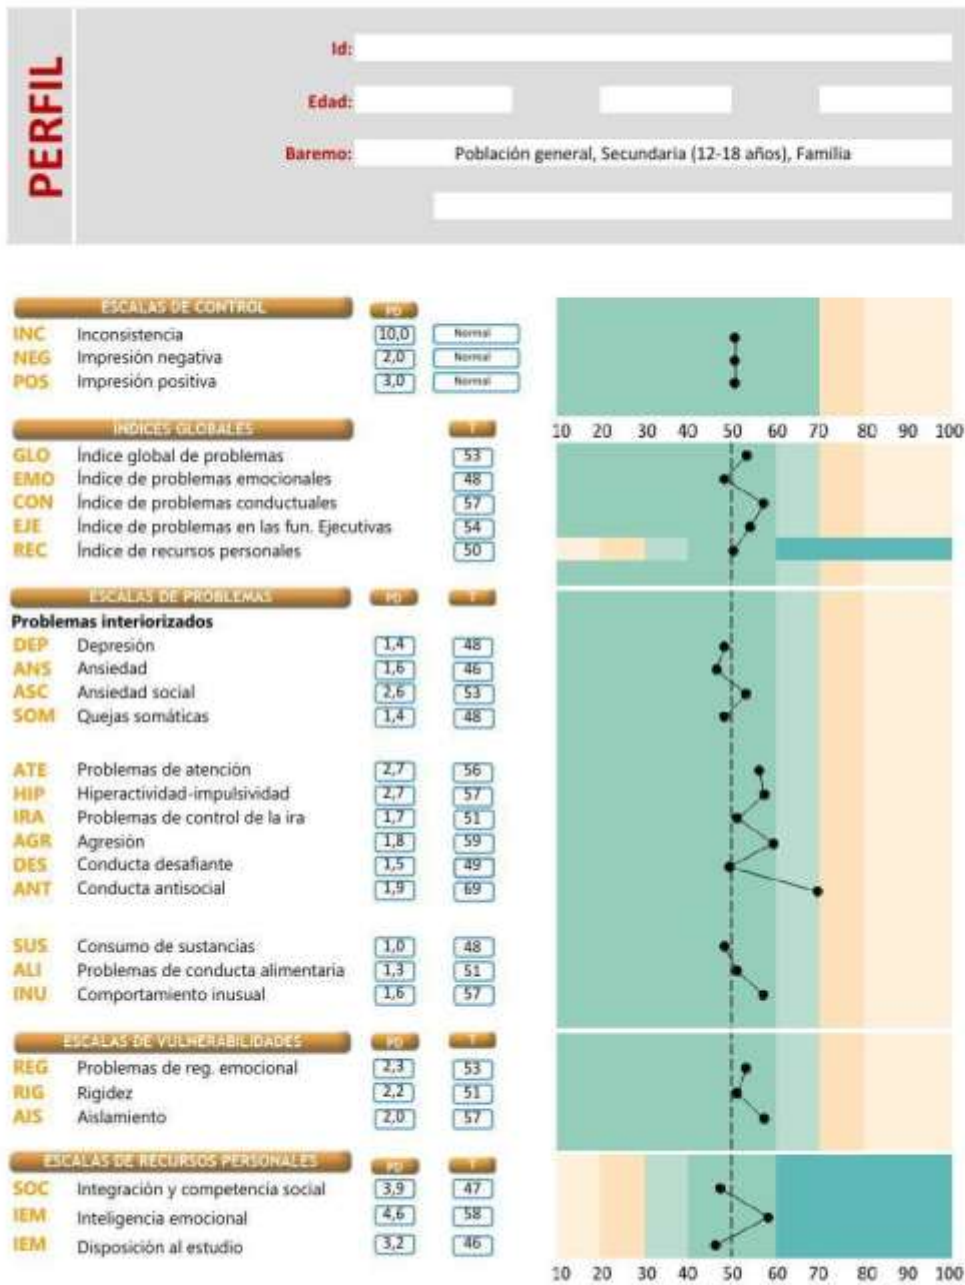 PERFIL
Id:
Edad:
Baremo: Población general, Secundaria (12-18 años), Familia
ESCALAS DE CONTROL PD
INC Inconsistencia 10,0 Normal
NEG Impresión negativa 2,0 Normal
POS Impresión positiva 3,0 Normal
ÍNDICES GLOBALES T 10 20 30 40 50 60 70 80 90 100
GLO Índice global de problemas 53
EMO Índice de problemas emocionales 48
CON Índice de problemas conductuales 57
EJE Índice de problemas en las fun. Ejecutivas 54
REC Índice de recursos personales 50
ESCALAS DE PROBLEMAS PD T
Problemas interiorizados
DEP Depresión 1,4 48
ANS Ansiedad 1,6 46
ASC Ansiedad social 2,6 53
SOM Quejas somáticas 1,4 48
ATE Problemas de atención 2,7 56
HIP Hiperactividad-impulsividad 2,7 57
IRA Problemas de control de la ira 1,7 51
AGR Agresión 1,8 59
DES Conducta desafiante 1,5 49
ANT Conducta antisocial 1,9 69
SUS Consumo de sustancias 1,0 48
ALI Problemas de conducta alimentaria 1,3 51
INU Comportamiento inusual 1,6 57
ESCALAS DE VULNERABILIDADES PD T
REG Problemas de reg. emocional 2,3 53
RIG Rigidez 2,2 51
AIS Aislamiento 2,0 57
ESCALAS DE RECURSOS PERSONALES PD T
SOC Integración y competencia social 3,9 47
IEM Inteligencia emocional 4,6 58
IEM Disposición al estudio 3,2 46
10 20 30 40 50 60 70 80 90 100